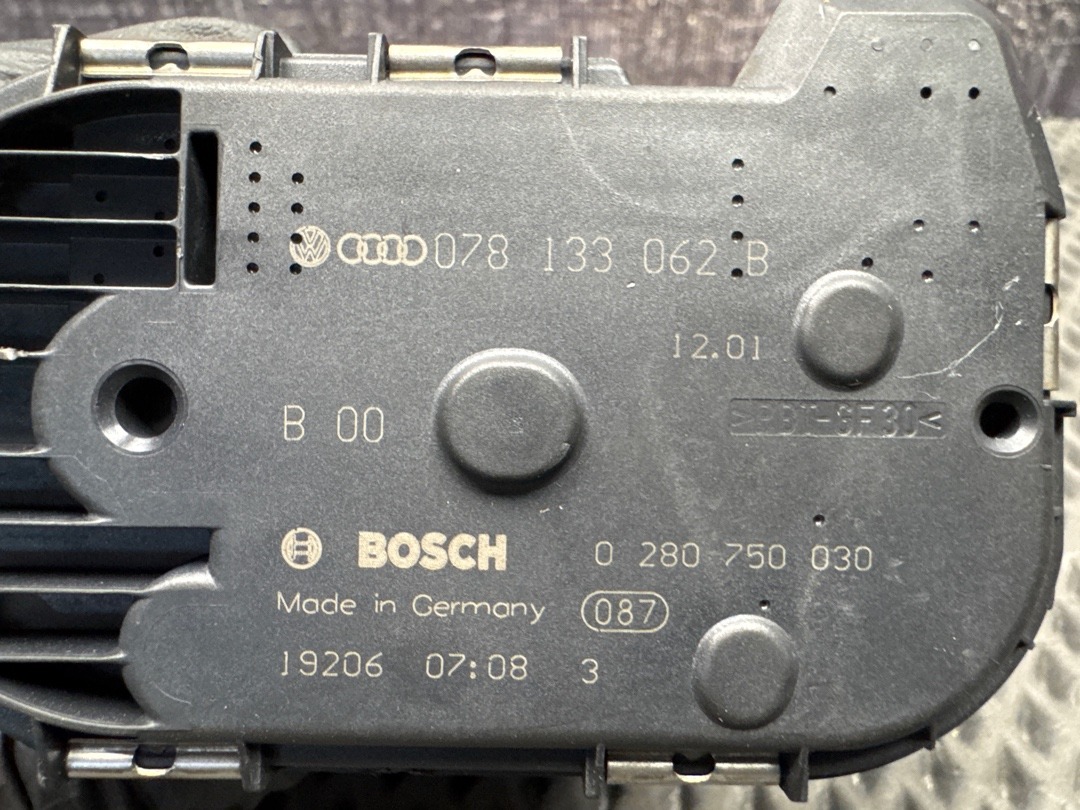 078 133 062 B
12.01
B 00
>PBT-GF30<
BOSCH 0 280 750 030
Made in Germany 087
19206 07:08 3